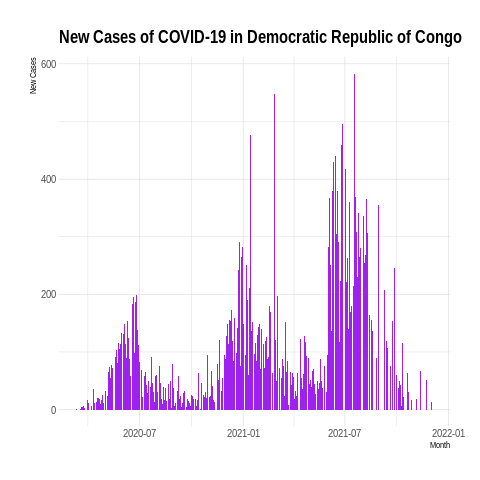 New Cases of COVID-19 in Democratic Republic of Congo
New Cases
600
400
200
0
2020-07
2021-01
2021-07
2022-01
Month